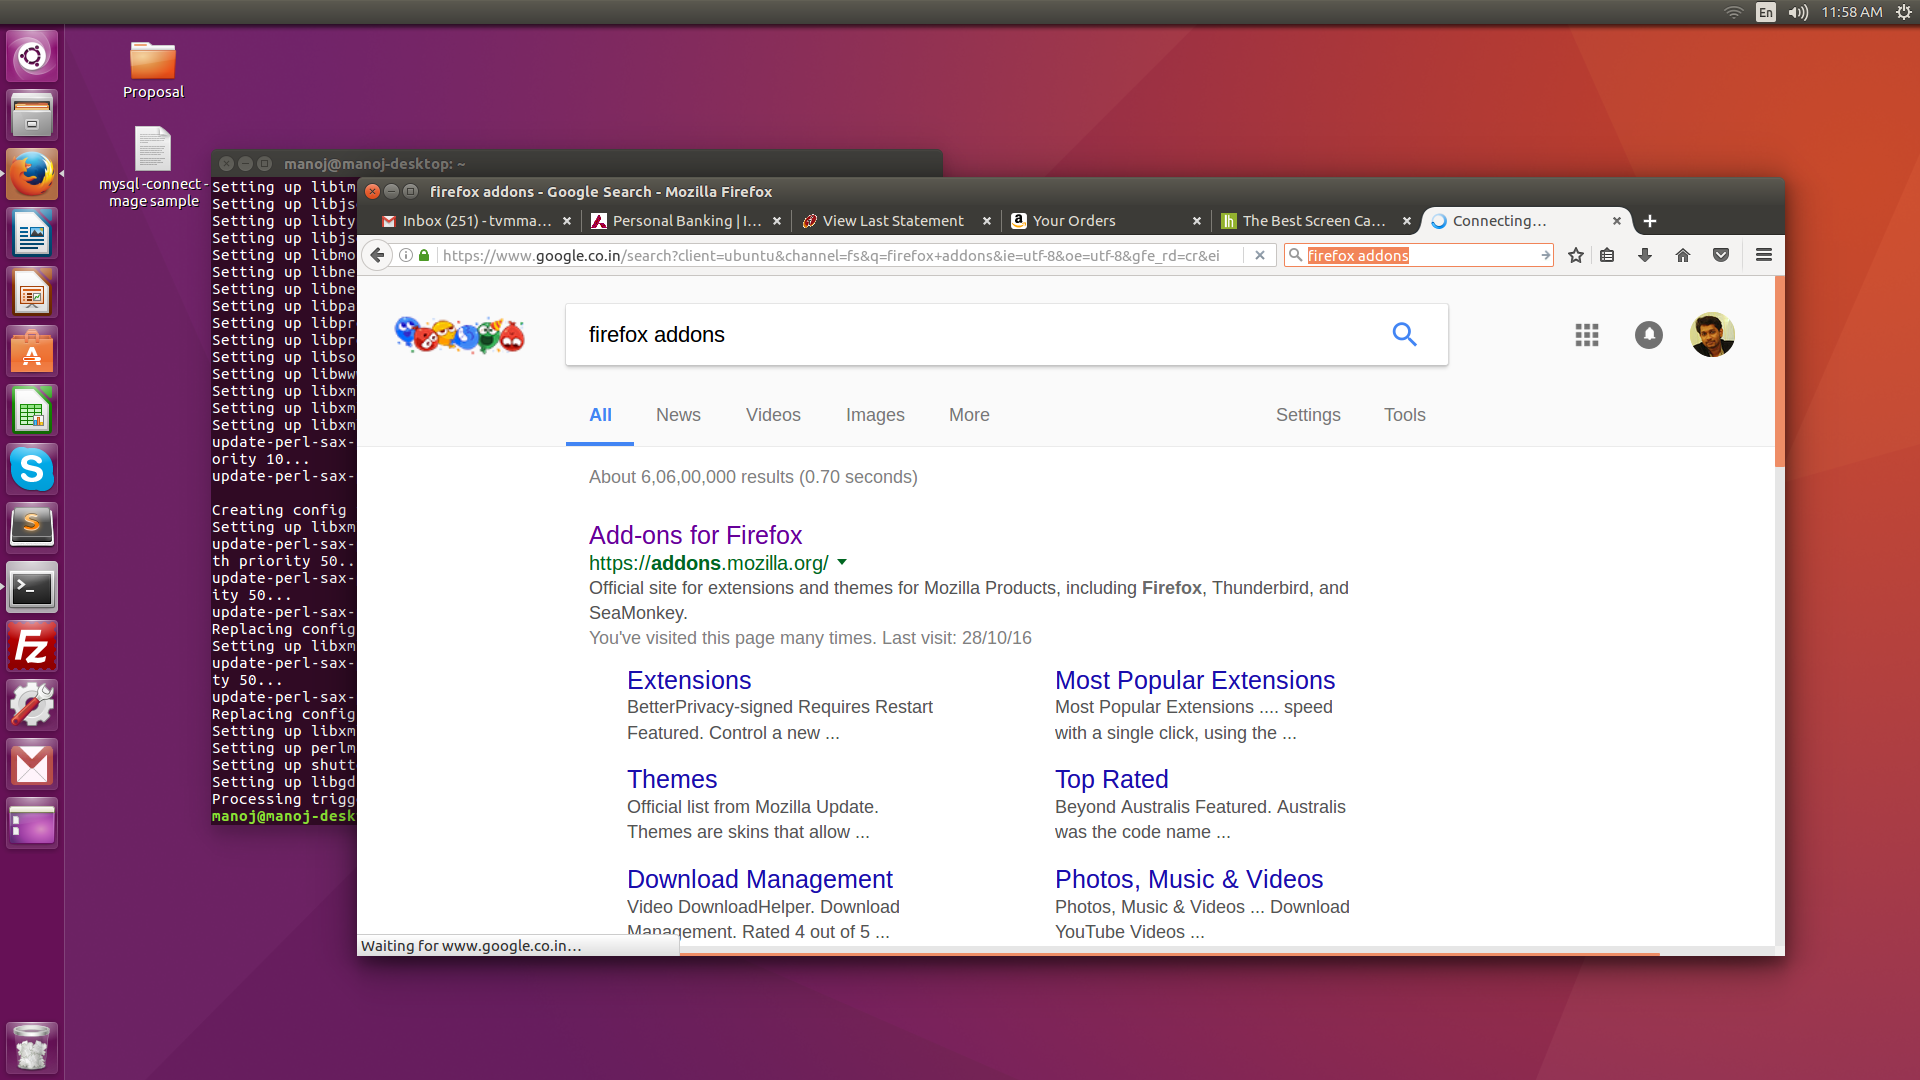 En
11:58 AM
Proposal
mysql-connect-
mage sample
manoj@manoj-desktop: ~
Setting up libim
Setting up libjs
Setting up libty
Setting up libjs
Setting up libmo
Setting up libne
Setting up libne
Setting up libpa
Setting up libpr
Setting up libpr
Setting up libso
Setting up libww
Setting up libxm
Setting up libxm
Setting up libxm
update-perl-sax-
ority 10...
update-perl-sax-
Creating config
Setting up libxm
update-perl-sax-
th priority 50..
update-perl-sax-
ity 50...
update-perl-sax-
Replacing config
Setting up libxm
update-perl-sax-
ty 50...
update-perl-sax-
Replacing config
Setting up libxm
Setting up perlm
Setting up shutt
Setting up libgd
Processing trigg
manoj@manoj-desk
firefox addons - Google Search - Mozilla Firefox
Inbox (251) - tvmma...
Personal Banking | I...
View Last Statement
Your Orders
The Best Screen Ca...
Connecting...
https://www.google.co.in/search?client=ubuntu&channel=fs&q=firefox+addons&ie=utf-8&oe=utf-8&gfe_rd=cr&ei
firefox addons
firefox addons
All
News
Videos
Images
More
Settings
Tools
About 6,06,00,000 results (0.70 seconds)
Add-ons for Firefox
https://addons.mozilla.org/
Official site for extensions and themes for Mozilla Products, including Firefox, Thunderbird, and
SeaMonkey.
You've visited this page many times. Last visit: 28/10/16
Extensions
BetterPrivacy-signed Requires Restart
Featured. Control a new ...
Most Popular Extensions
Most Popular Extensions .... speed
with a single click, using the ...
Themes
Official list from Mozilla Update.
Themes are skins that allow ...
Top Rated
Beyond Australis Featured. Australis
was the code name ...
Download Management
Video DownloadHelper. Download
Management. Rated 4 out of 5 ...
Photos, Music & Videos
Photos, Music & Videos ... Download
YouTube Videos ...
Waiting for www.google.co.in...